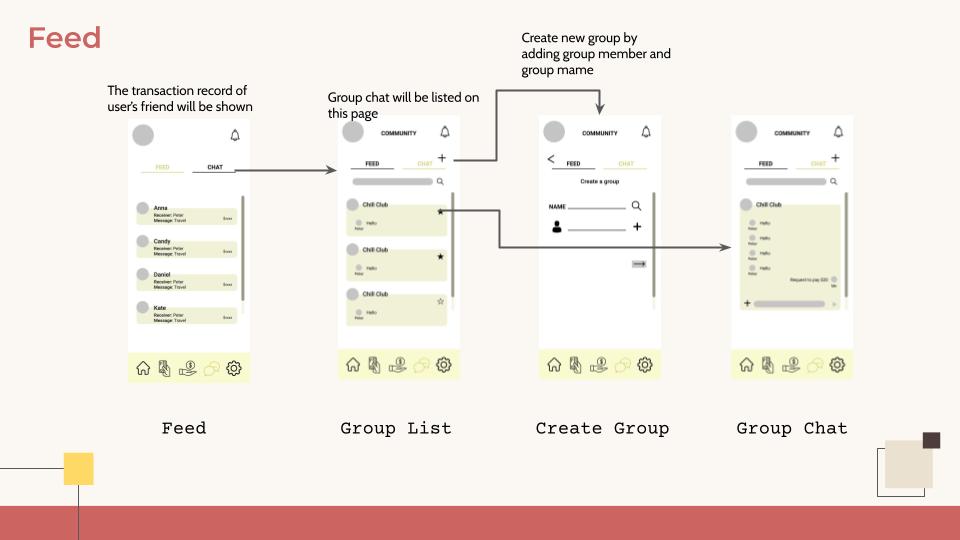 Feed
Create new group by
adding group member and
group mame
The transaction record of
user's friend will be shown
Group chat will be listed on
this page
FEED CHAT
Anna
Receiver: Peter
Message: Travel
Candy
Receiver: Peter
Message: Travel
Daniel
Receiver: Peter
Message: Travel
Kate
Receiver: Peter
Message: Travel
COMMUNITY
FEED CHAT +
Chill Club
Hello
Peter
Chill Club
Hello
Peter
Chill Club
Hello
Peter
COMMUNITY
< FEED CHAT
Create a group
NAME
+
COMMUNITY
FEED CHAT +
Chill Club
Hello
Peter
Hello
Peter
Hello
Peter
Hello
Peter
Request to pay $20
Me
+
Feed
Group List
Create Group
Group Chat